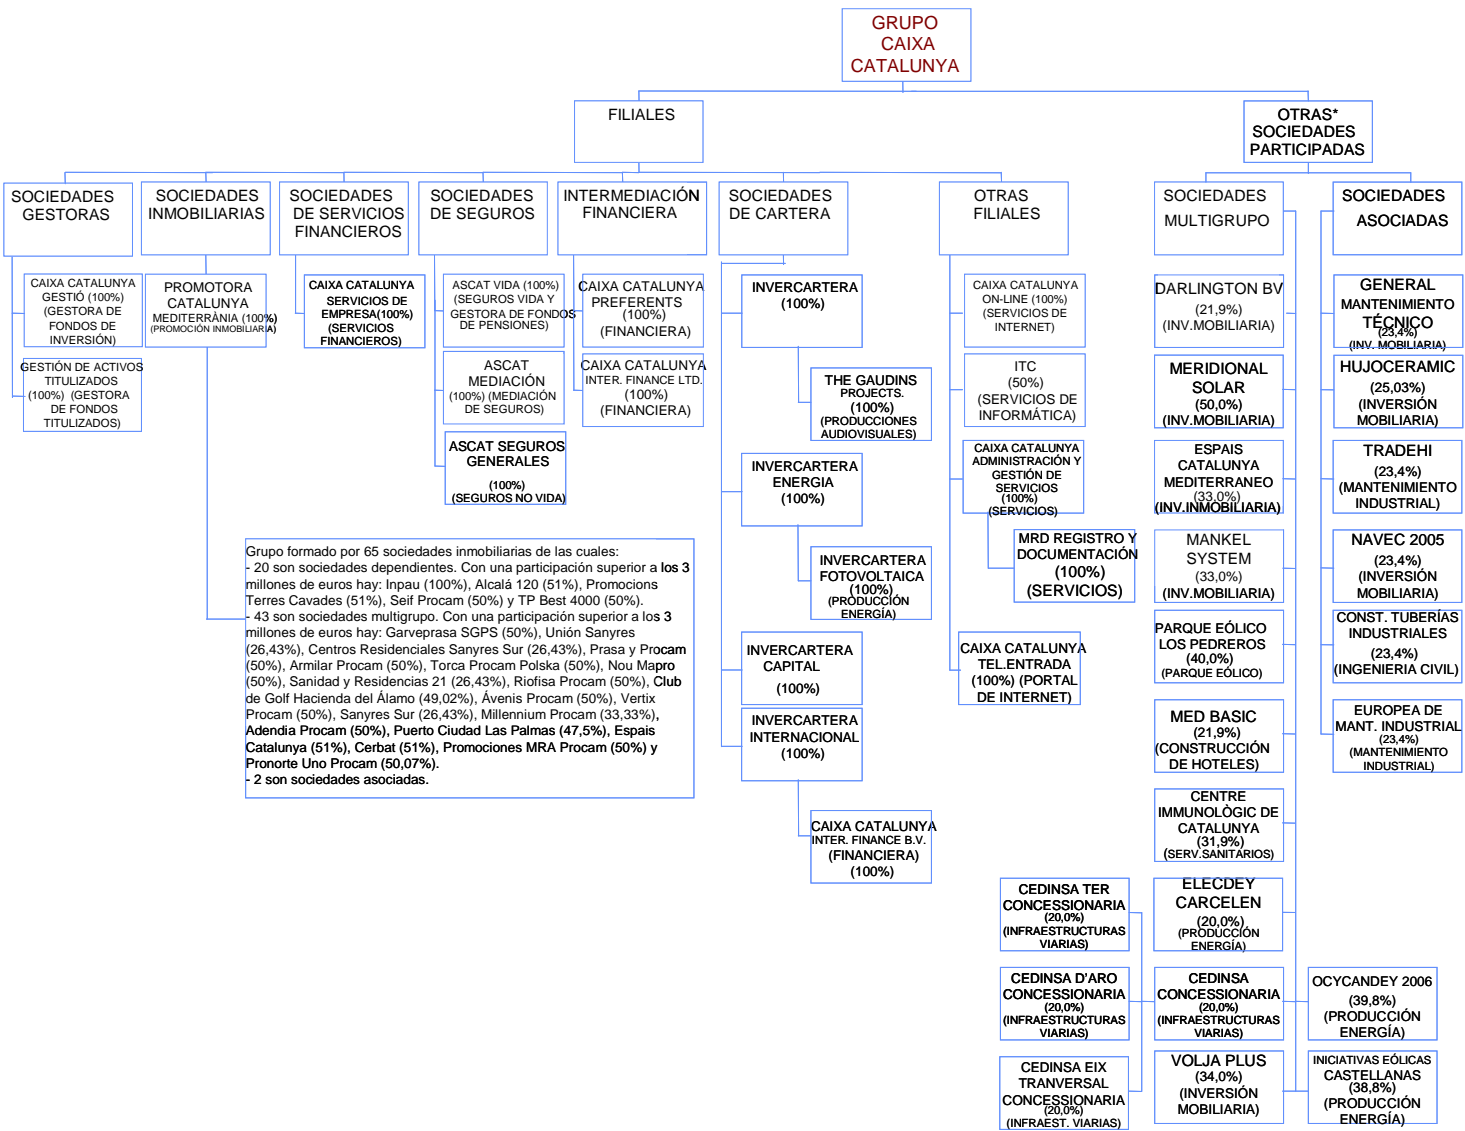 GRUPO
CAIXA
CATALUNYA
FILIALES
OTRAS*
SOCIEDADES
PARTICIPADAS
SOCIEDADES
GESTORAS
SOCIEDADES
INMOBILIARIAS
SOCIEDADES
DE SERVICIOS
FINANCIEROS
SOCIEDADES
DE SEGUROS
INTERMEDIACIÓN
FINANCIERA
SOCIEDADES
DE CARTERA
OTRAS
FILIALES
SOCIEDADES
MULTIGRUPO
SOCIEDADES
ASOCIADAS
CAIXA CATALUNYA
GESTIÓ (100%)
(GESTORA DE
FONDOS DE
INVERSIÓN)
GESTIÓN DE ACTIVOS
TITULIZADOS
(100%) (GESTORA
DE FONDOS
TITULIZADOS)
PROMOTORA
CATALUNYA
MEDITERRÀNIA (100%)
(PROMOCIÓN INMOBILIARIA)
CAIXA CATALUNYA
SERVICIOS DE
EMPRESA(100%)
(SERVICIOS
FINANCIEROS)
ASCAT VIDA (100%)
(SEGUROS VIDA Y
GESTORA DE FONDOS
DE PENSIONES)
ASCAT
MEDIACIÓN
(100%) (MEDIACIÓN
DE SEGUROS)
ASCAT SEGUROS
GENERALES
(100%)
(SEGUROS NO VIDA)
CAIXA CATALUNYA
PREFERENTS
(100%)
(FINANCIERA)
CAIXA CATALUNYA
INTER. FINANCE LTD.
(100%)
(FINANCIERA)
INVERCARTERA
(100%)
THE GAUDINS
PROJECTS.
(100%)
(PRODUCCIONES
AUDIOVISUALES)
INVERCARTERA
ENERGIA
(100%)
INVERCARTERA
FOTOVOLTAICA
(100%)
(PRODUCCIÓN
ENERGÍA)
INVERCARTERA
CAPITAL
(100%)
INVERCARTERA
INTERNACIONAL
(100%)
CAIXA CATALUNYA
INTER. FINANCE B.V.
(FINANCIERA)
(100%)
CAIXA CATALUNYA
ON-LINE (100%)
(SERVICIOS DE
INTERNET)
ITC
(50%)
(SERVICIOS DE
INFORMÁTICA)
CAIXA CATALUNYA
ADMINISTRACIÓN Y
GESTIÓN DE
SERVICIOS
(100%)
(SERVICIOS)
MRD REGISTRO Y
DOCUMENTACIÓN
(100%)
(SERVICIOS)
CAIXA CATALUNYA
TEL.ENTRADA
(100%) (PORTAL
DE INTERNET)
Grupo formado por 65 sociedades inmobiliarias de las cuales:
- 20 son sociedades dependientes. Con una participación superior a los 3
millones de euros hay: Inpau (100%), Alcalá 120 (51%), Promocions
Terres Cavades (51%), Seif Procam (50%) y TP Best 4000 (50%).
- 43 son sociedades multigrupo. Con una participación superior a los 3
millones de euros hay: Garveprasa SGPS (50%), Unión Sanyres
(26,43%), Centros Residenciales Sanyres Sur (26,43%), Prasa y Procam
(50%), Armilar Procam (50%), Torca Procam Polska (50%), Nou Mapro
(50%), Sanidad y Residencias 21 (26,43%), Riofisa Procam (50%), Club
de Golf Hacienda del Álamo (49,02%), Ávenis Procam (50%), Vertix
Procam (50%), Sanyres Sur (26,43%), Millennium Procam (33,33%),
Adendia Procam (50%), Puerto Ciudad Las Palmas (47,5%), Espais
Catalunya (51%), Cerbat (51%), Promociones MRA Procam (50%) y
Pronorte Uno Procam (50,07%).
- 2 son sociedades asociadas.
DARLINGTON BV
(21,9%)
(INV.MOBILIARIA)
MERIDIONAL
SOLAR
(50,0%)
(INV.MOBILIARIA)
ESPAIS
CATALUNYA
MEDITERRANEO
(33,0%)
(INV.INMOBILIARIA)
MANKEL
SYSTEM
(33,0%)
(INV.MOBILIARIA)
PARQUE EÓLICO
LOS PEDREROS
(40,0%)
(PARQUE EÓLICO)
MED BASIC
(21,9%)
(CONSTRUCCIÓN
DE HOTELES)
CENTRE
IMMUNOLÒGIC DE
CATALUNYA
(31,9%)
(SERV.SANITARIOS)
ELECDEY
CARCELEN
(20,0%)
(PRODUCCIÓN
ENERGÍA)
CEDINSA
CONCESSIONARIA
(20,0%)
(INFRAESTRUCTURAS
VIARIAS)
VOLJA PLUS
(34,0%)
(INVERSIÓN
MOBILIARIA)
CEDINSA TER
CONCESSIONARIA
(20,0%)
(INFRAESTRUCTURAS
VIARIAS)
CEDINSA D'ARO
CONCESSIONARIA
(20,0%)
(INFRAESTRUCTURAS
VIARIAS)
CEDINSA EIX
TRANVERSAL
CONCESSIONARIA
(20,0%)
(INFRAEST. VIARIAS)
GENERAL
MANTENIMIENTO
TÉCNICO
(23,4%)
(INV. MOBILIARIA)
HUJOCERAMIC
(25,03%)
(INVERSIÓN
MOBILIARIA)
TRADEHI
(23,4%)
(MANTENIMIENTO
INDUSTRIAL)
NAVEC 2005
(23,4%)
(INVERSIÓN
MOBILIARIA)
CONST. TUBERÍAS
INDUSTRIALES
(23,4%)
(INGENIERIA CIVIL)
EUROPEA DE
MANT. INDUSTRIAL
(23,4%)
(MANTENIMIENTO
INDUSTRIAL)
OCYCANDEY 2006
(39,8%)
(PRODUCCIÓN
ENERGÍA)
INICIATIVAS EÓLICAS
CASTELLANAS
(38,8%)
(PRODUCCIÓN
ENERGÍA)